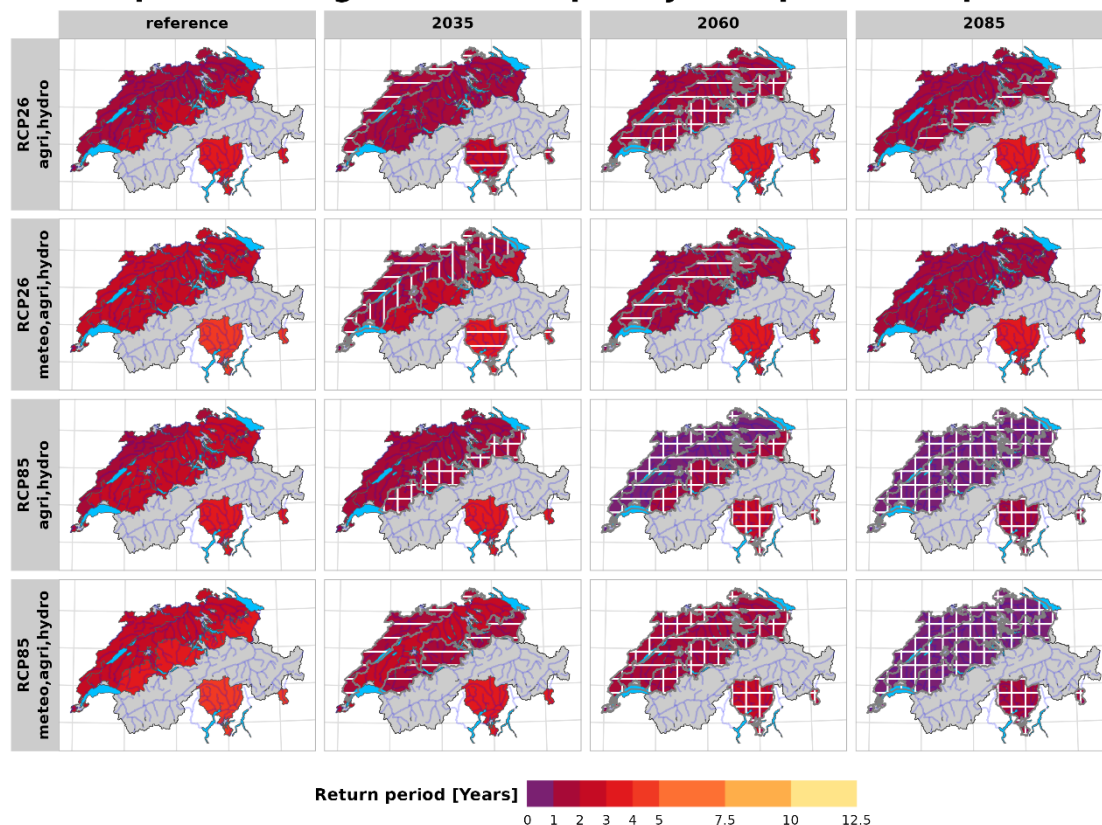 reference 2035 2060 2085
RCP26
agri,hydro
RCP26
meteo,agri,hydro
RCP85
agri,hydro
RCP85
meteo,agri,hydro
Return period [Years]
0 1 2 3 4 5 7.5 10 12.5